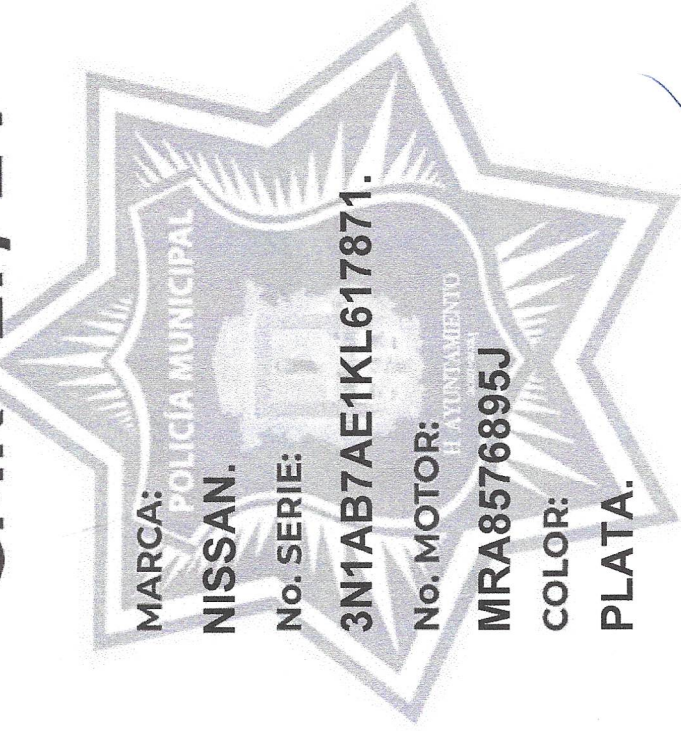 MARCA:
NISSAN.
No. SERIE:
3N1AB7AE1KL617871.
No. MOTOR:
MRA8576895J
COLOR:
PLATA.
POLICÍA MUNICIPAL
H. AYUNTAMIENTO